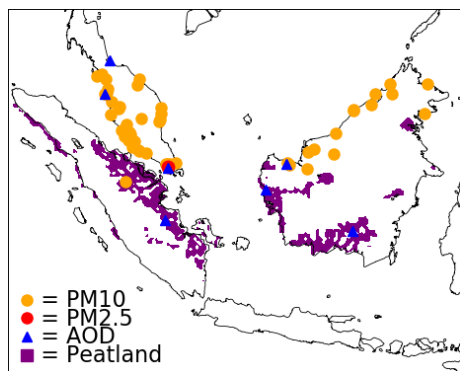 = PM10
= PM2.5
= AOD
= Peatland